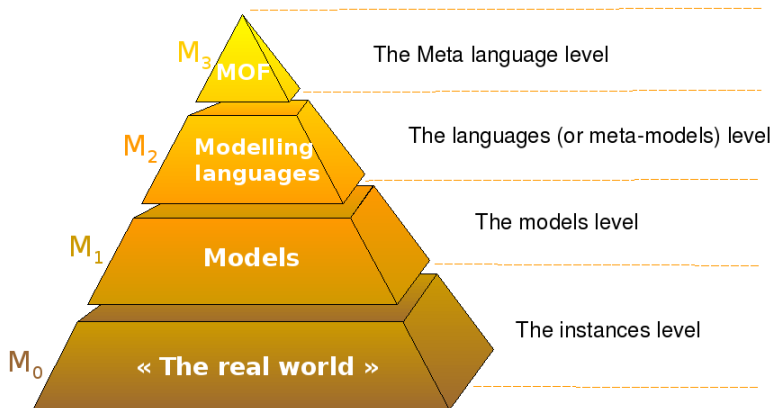 M3
MOF
The Meta language level
M2
Modelling
languages
The languages (or meta-models) level
M1
Models
The models level
M0
« The real world »
The instances level